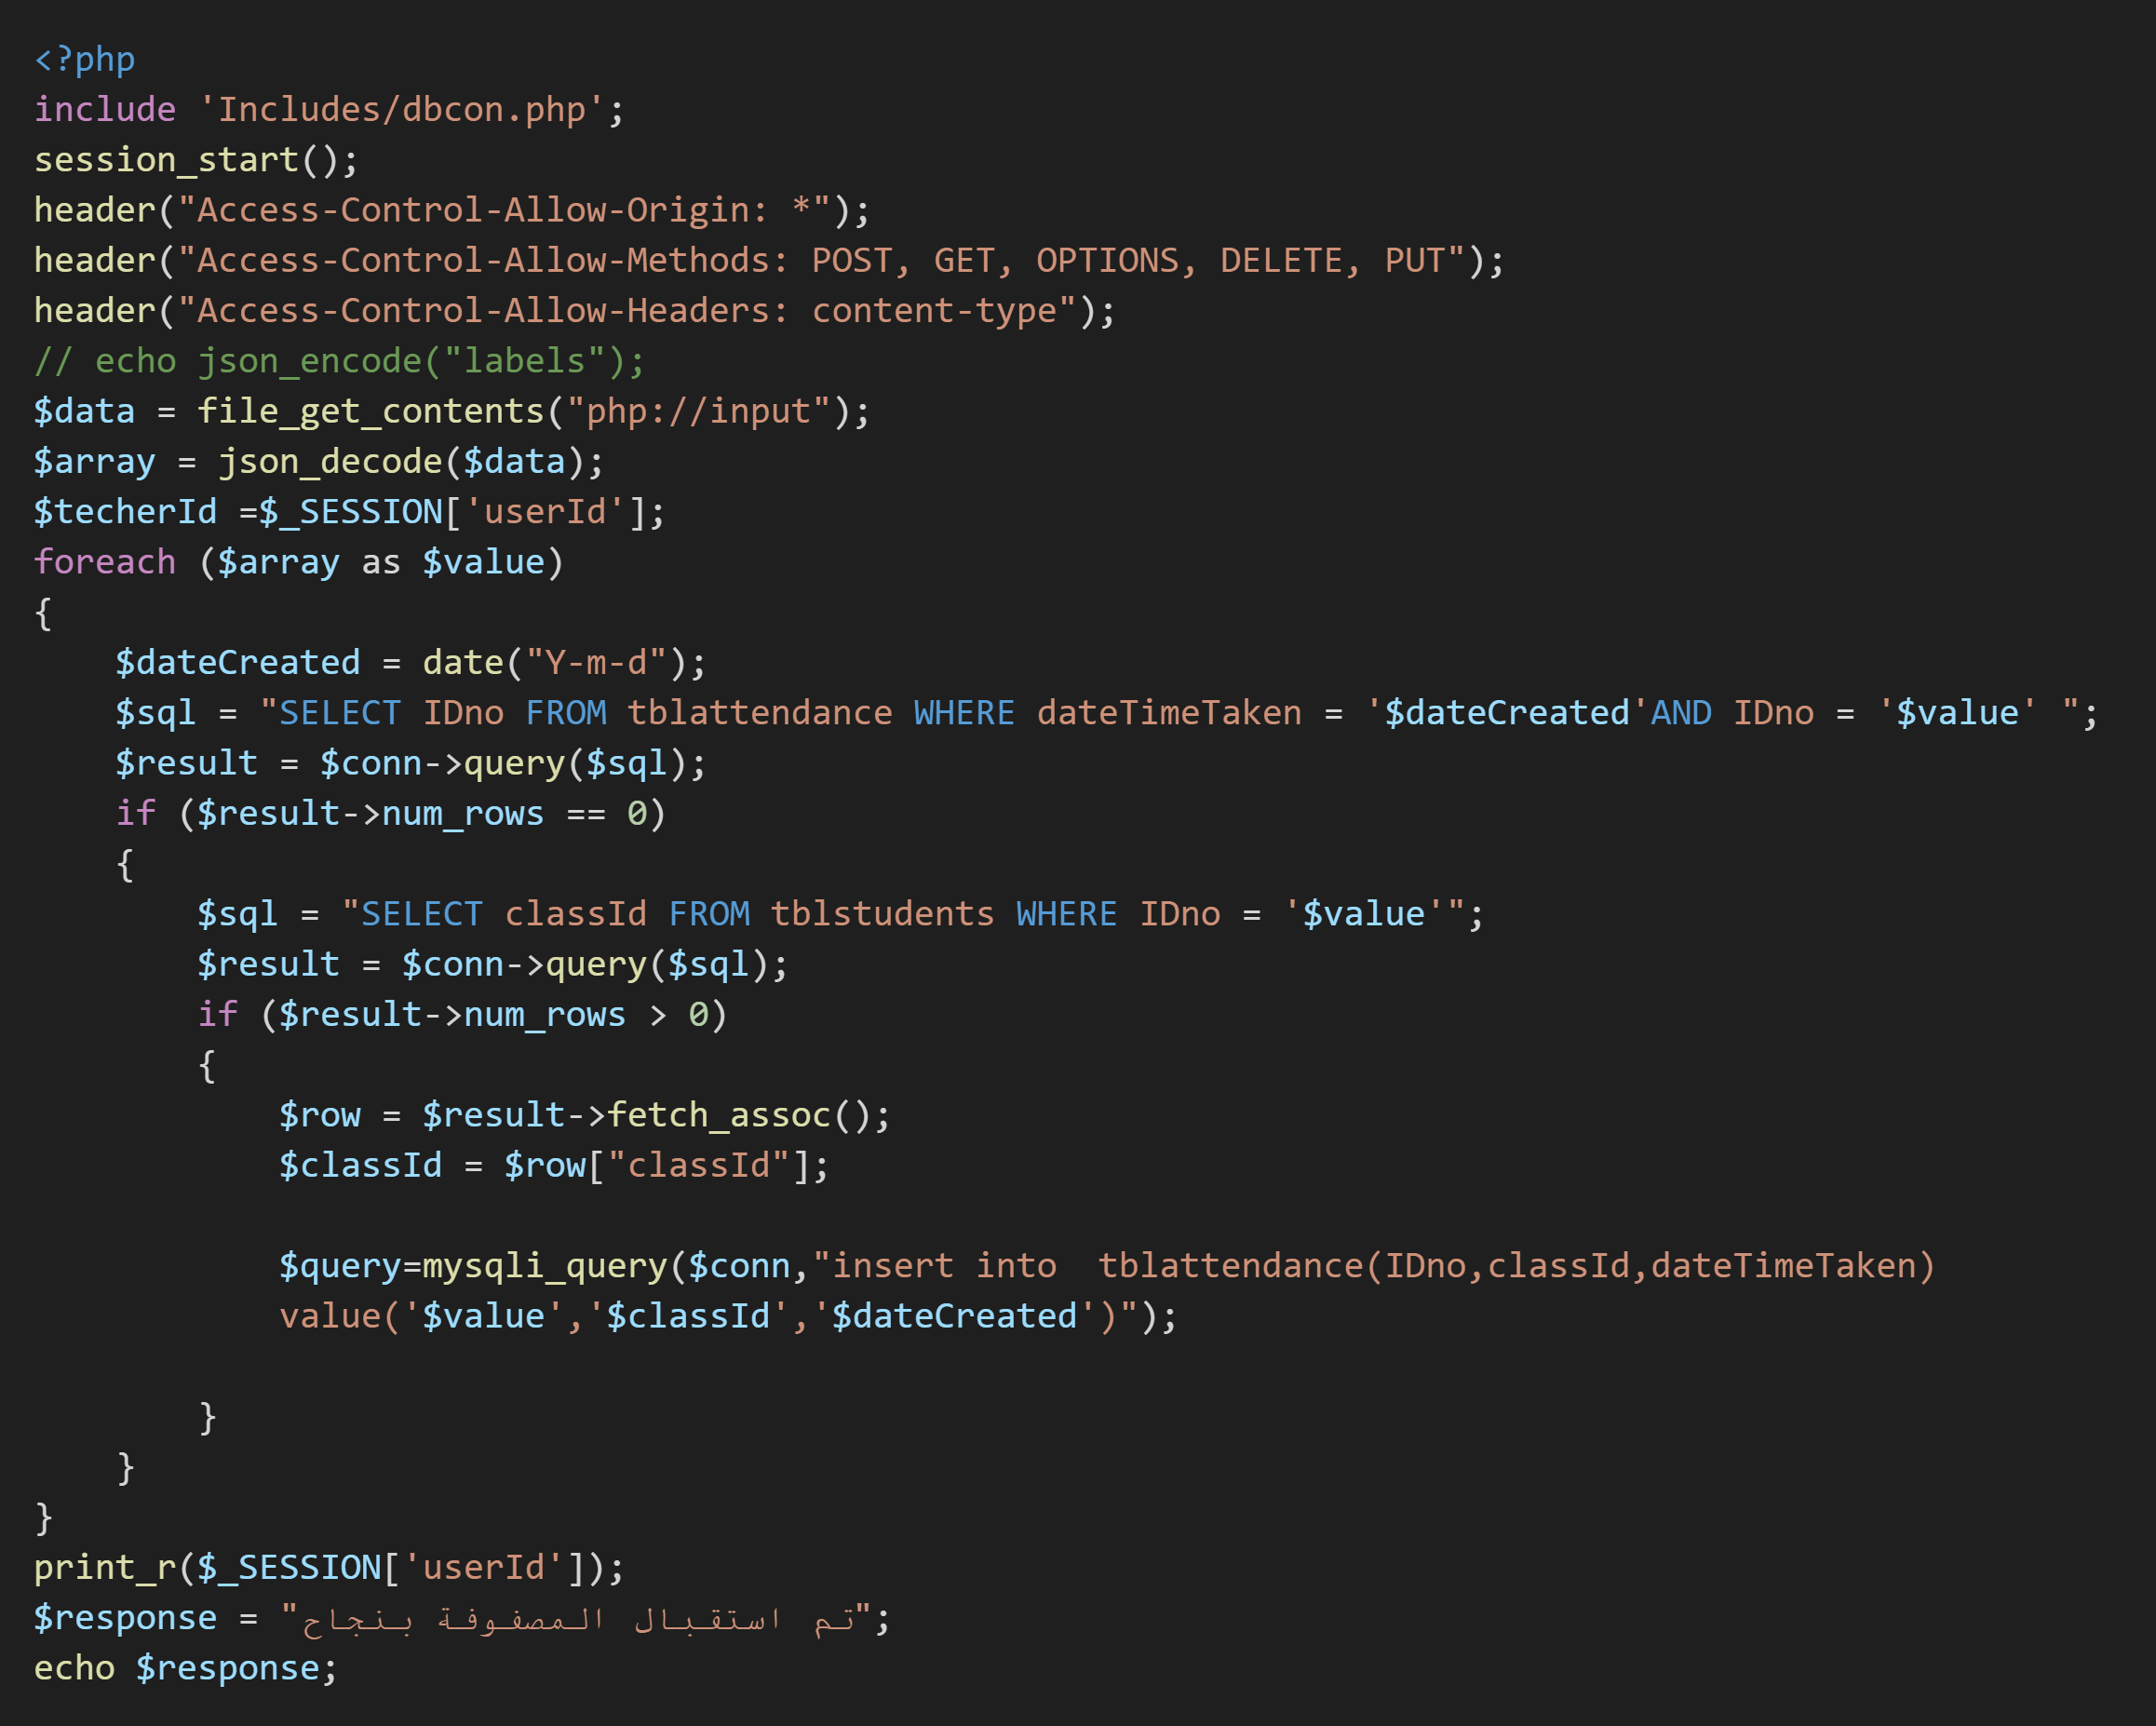 <?php
include 'Includes/dbcon.php';
session_start();
header("Access-Control-Allow-Origin: *");
header("Access-Control-Allow-Methods: POST, GET, OPTIONS, DELETE, PUT");
header("Access-Control-Allow-Headers: content-type");
// echo json_encode("labels");
$data = file_get_contents("php://input");
$array = json_decode($data);
$techerId =$_SESSION['userId'];
foreach ($array as $value)
{
    $dateCreated = date("Y-m-d");
    $sql = "SELECT IDno FROM tblattendance WHERE dateTimeTaken = '$dateCreated'AND IDno = '$value' ";
    $result = $conn->query($sql);
    if ($result->num_rows == 0)
    {
        $sql = "SELECT classId FROM tblstudents WHERE IDno = '$value'";
        $result = $conn->query($sql);
        if ($result->num_rows > 0)
        {
            $row = $result->fetch_assoc();
            $classId = $row["classId"];
            $query=mysqli_query($conn,"insert into  tblattendance(IDno,classId,dateTimeTaken)
            value('$value','$classId','$dateCreated')");
        }
    }
}
print_r($_SESSION['userId']);
$response = "تم استقبال المصفوفة بنجاح";
echo $response;